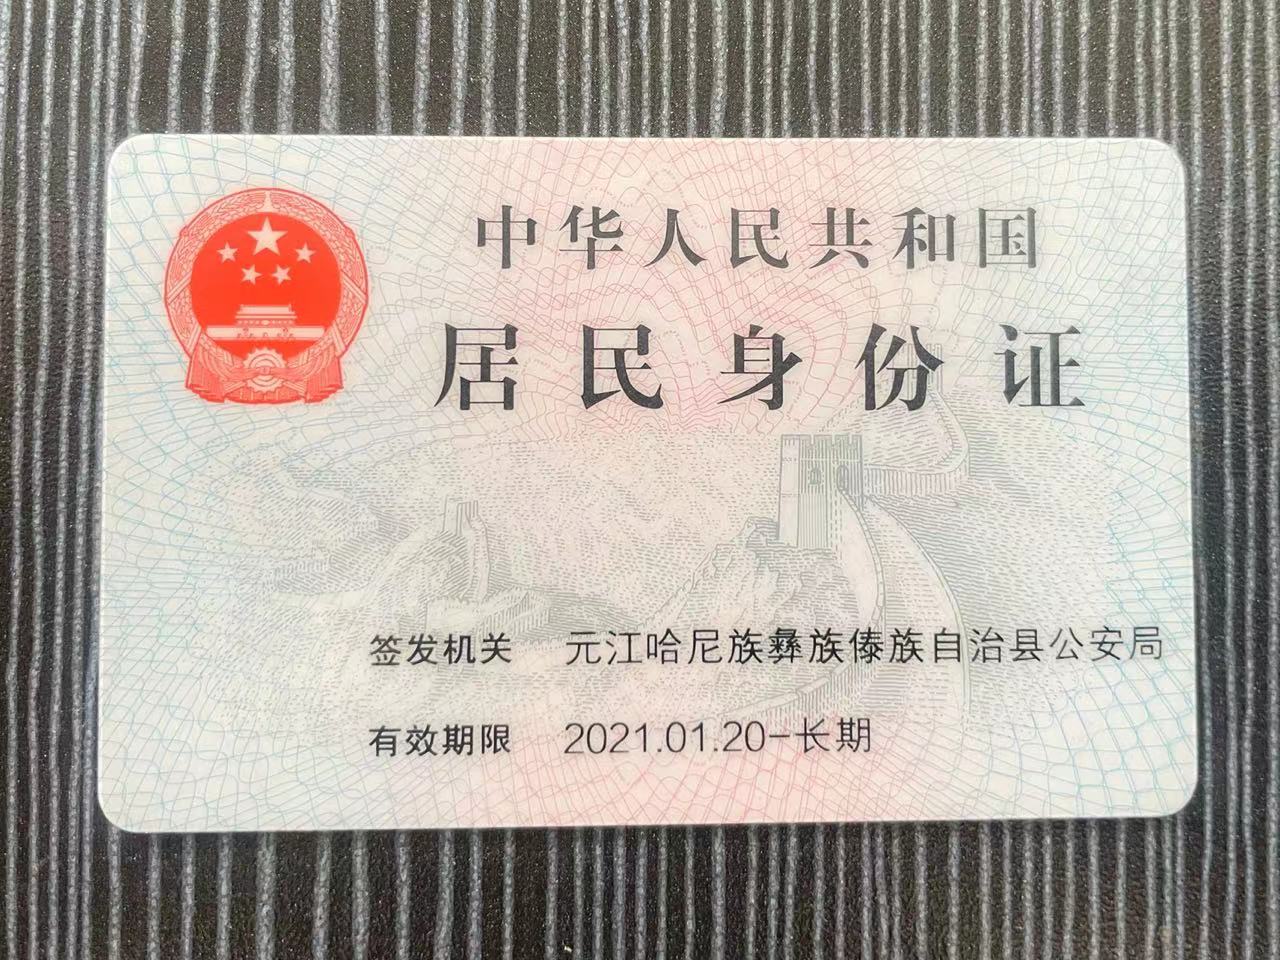 中华人民共和国
居民身份证
签发机关 元江哈尼族彝族傣族自治县公安局
有效期限 2021.01.20-长期